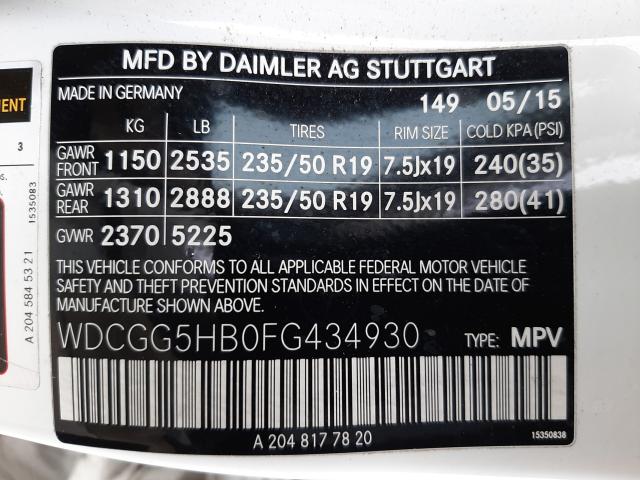 MFD BY DAIMLER AG STUTTGART
MADE IN GERMANY 149 05/15
KG LB TIRES RIM SIZE COLD KPA(PSI)
GAWR FRONT 1150 2535 235/50 R19 7.5Jx19 240(35)
GAWR REAR 1310 2888 235/50 R19 7.5Jx19 280(41)
GVWR 2370 5225
THIS VEHICLE CONFORMS TO ALL APPLICABLE FEDERAL MOTOR VEHICLE
SAFETY AND THEFT PREVENTION STANDARDS IN EFFECT ON THE DATE
OF MANUFACTURE SHOWN ABOVE.
WDCGG5HB0FG434930 TYPE: MPV
A 204 817 78 20 15350838
3
1535083
A 204 584 53 21